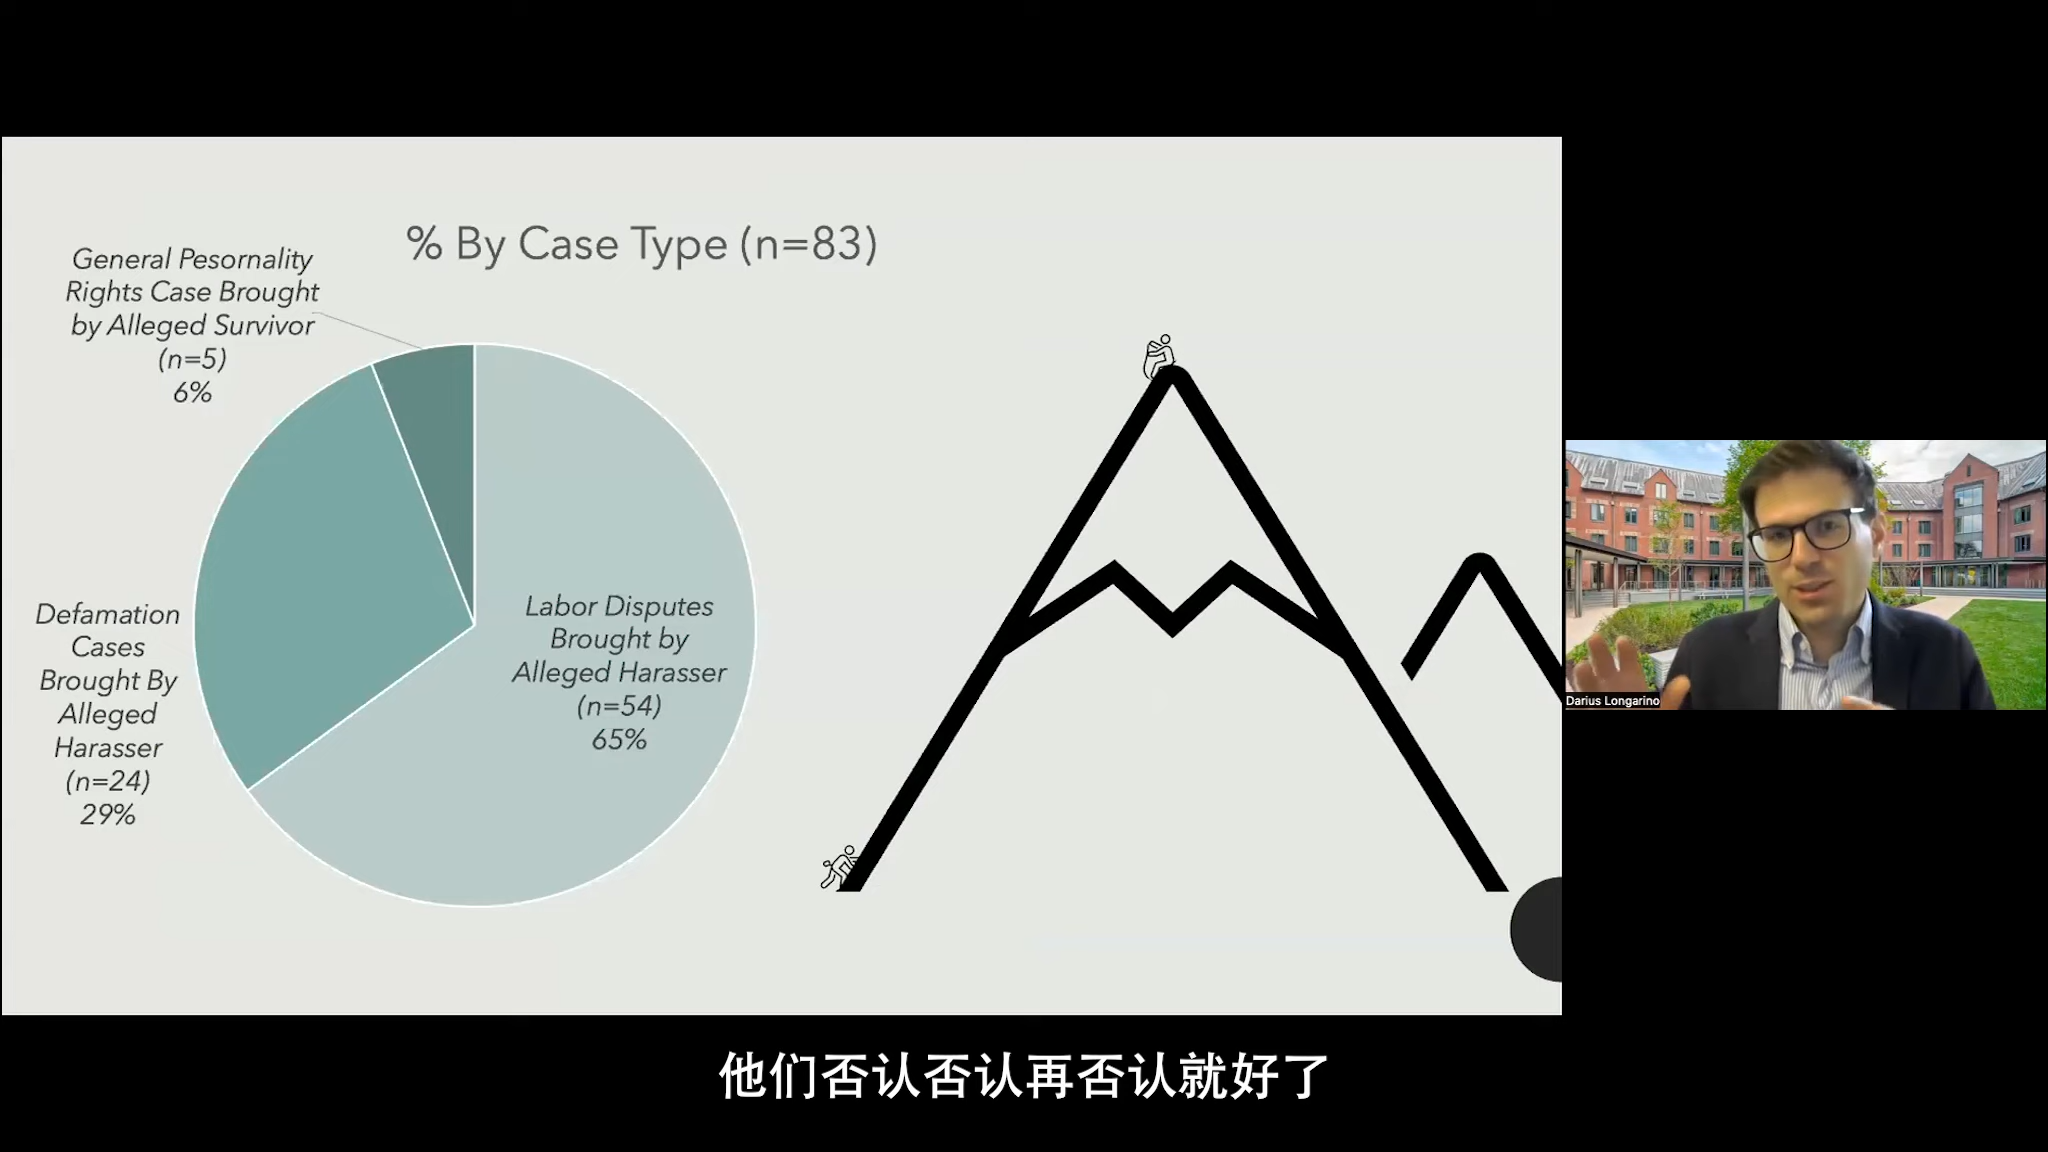 % By Case Type (n=83)
General Pesornality
Rights Case Brought
by Alleged Survivor
(n=5)
6%
Defamation
Cases
Brought By
Alleged
Harasser
(n=24)
29%
Labor Disputes
Brought by
Alleged Harasser
(n=54)
65%
Darius Longarino
他们否认否认再否认就好了